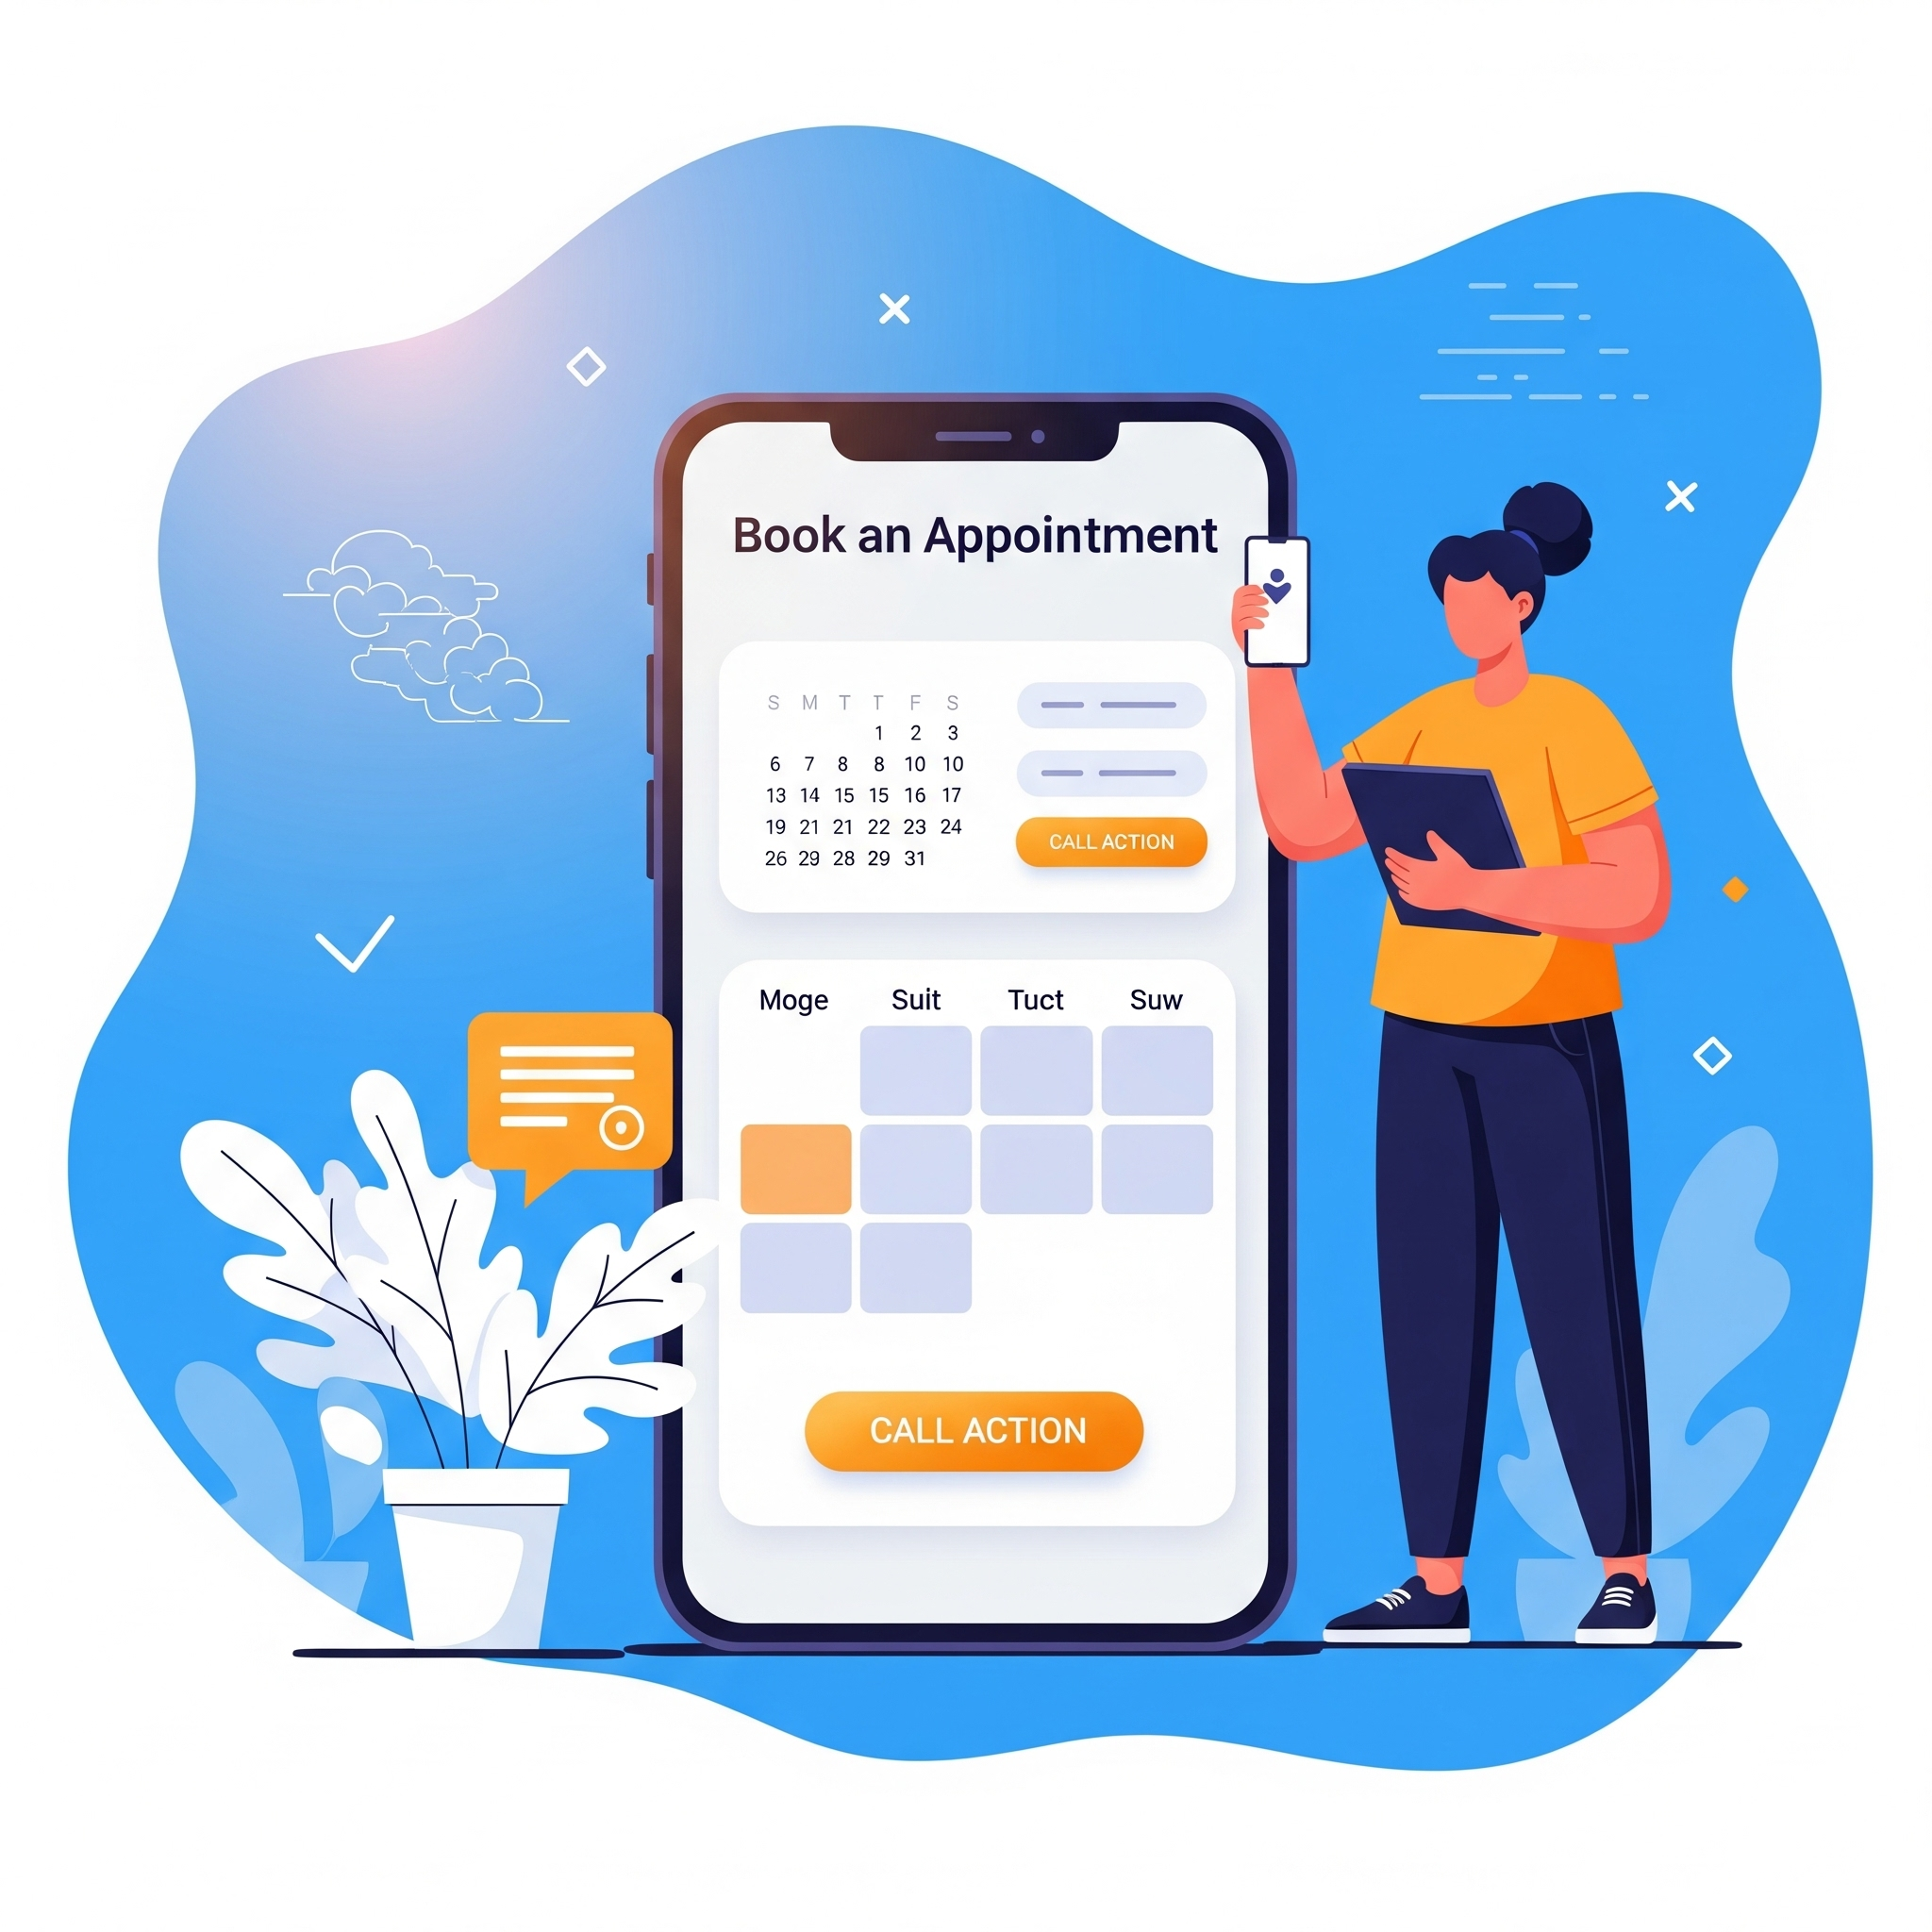 Book an Appointment
S M T T F S
1 2 3
6 7 8 8 10 10
13 14 15 15 16 17
19 21 21 22 23 24
26 29 28 29 31
CALL ACTION
Moge Suit Tuct Suw
CALL ACTION